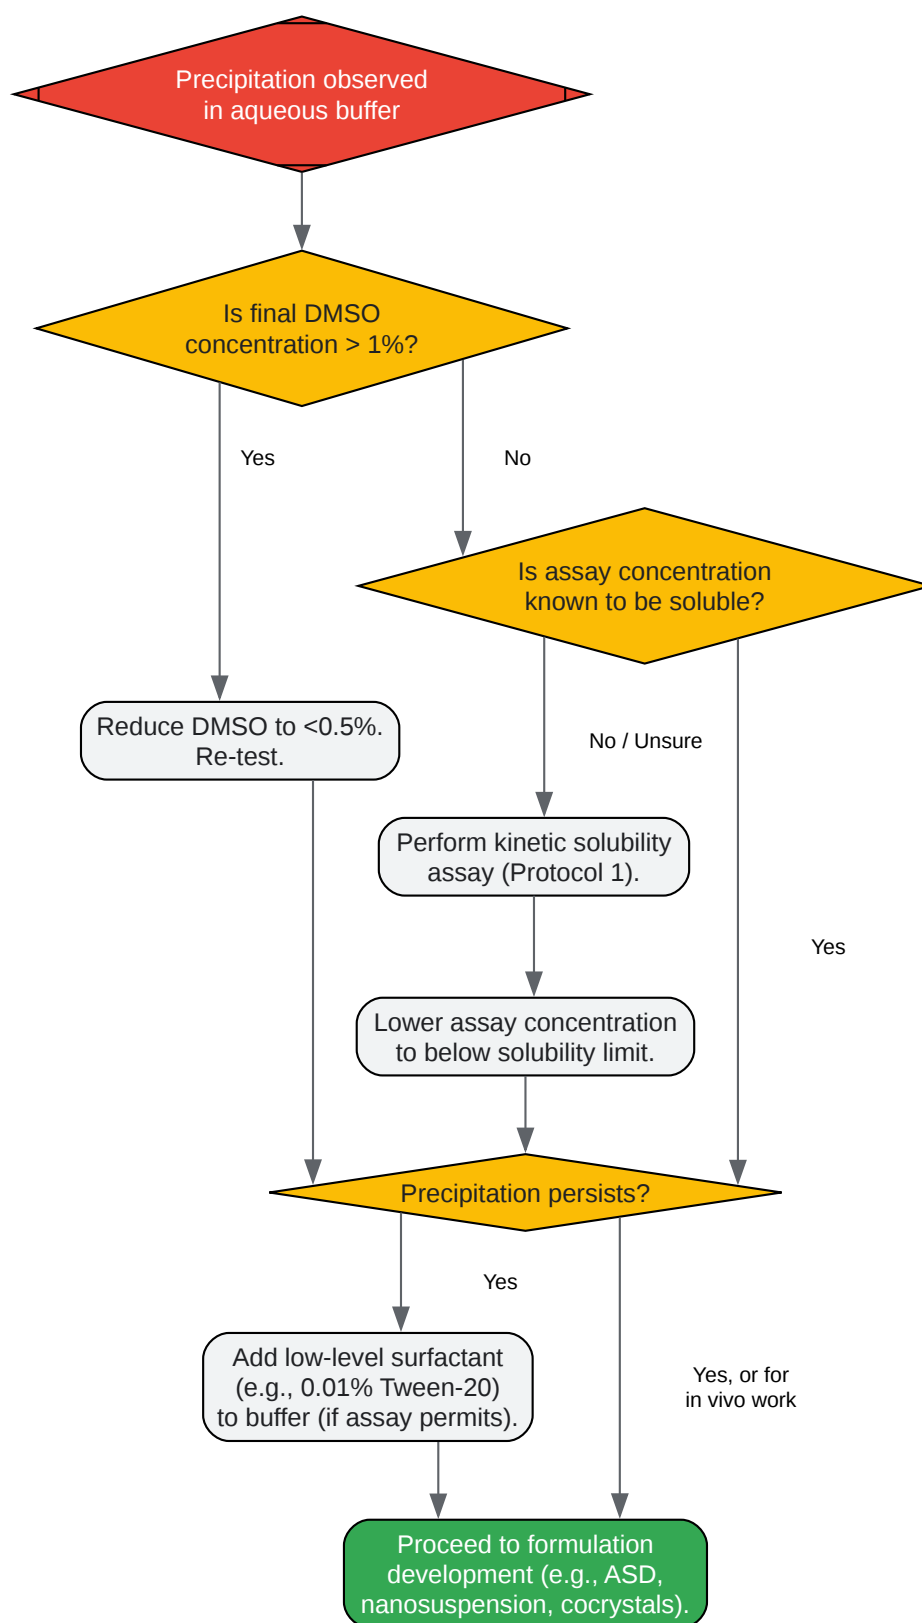 Precipitation observed
in aqueous buffer
Is final DMSO
concentration > 1%?
Yes
No
Is assay concentration
known to be soluble?
Reduce DMSO to <0.5%.
Re-test.
No / Unsure
Perform kinetic solubility
assay (Protocol 1).
Yes
Lower assay concentration
to below solubility limit.
Precipitation persists?
Yes
Add low-level surfactant
(e.g., 0.01% Tween-20)
to buffer (if assay permits).
Yes, or for
in vivo work
Proceed to formulation
development (e.g., ASD,
nanosuspension, cocrystals).